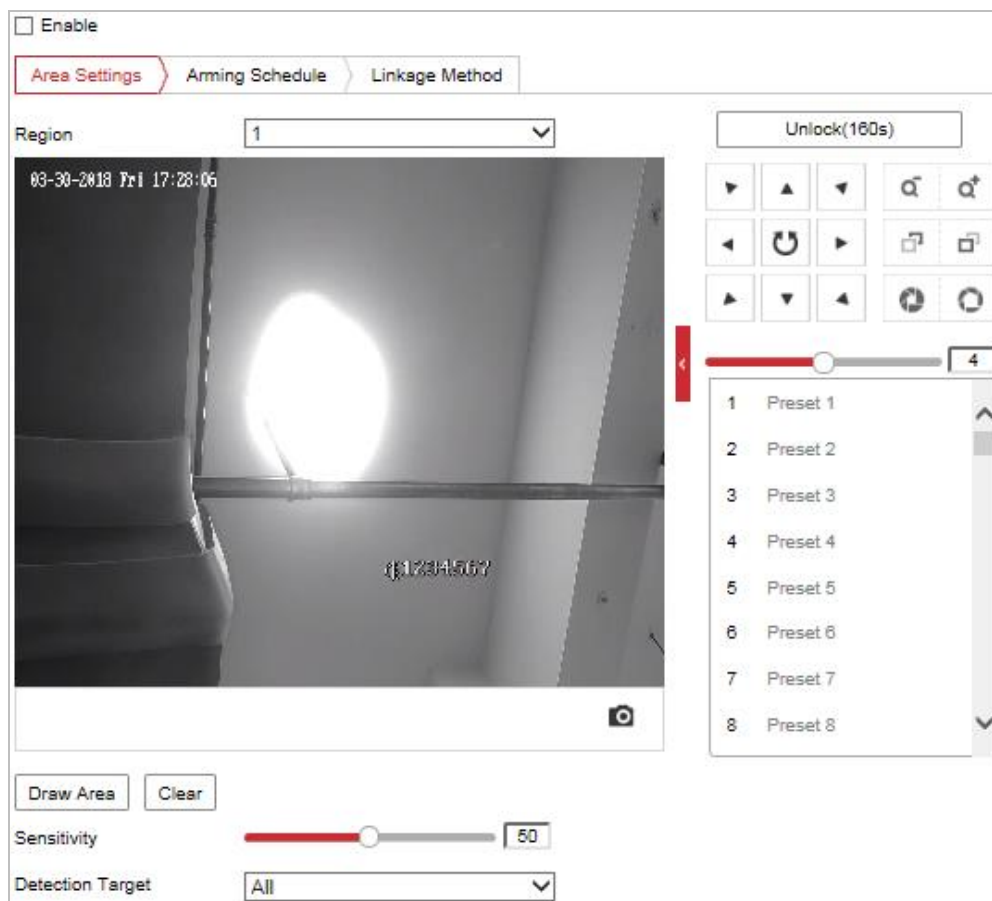 Enable
Area Settings Arming Schedule Linkage Method
Region 1
Unlock(160s)
03-30-2018 Fri 17:28:06
4
1 Preset 1
2 Preset 2
3 Preset 3
4 Preset 4
5 Preset 5
6 Preset 6
7 Preset 7
8 Preset 8
q1234567
Draw Area Clear
Sensitivity 50
Detection Target All